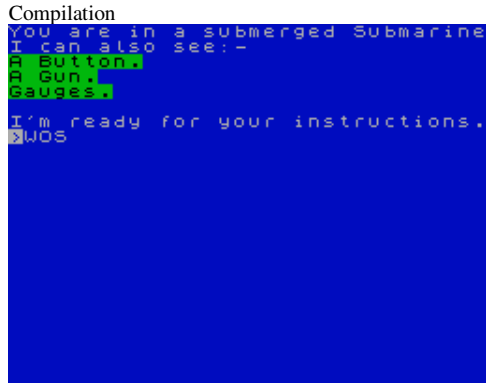 Compilation
You are in a submerged Submarine
I can also see:-
A Button.
A Gun.
Gauges.
I'm ready for your instructions.
>WOS